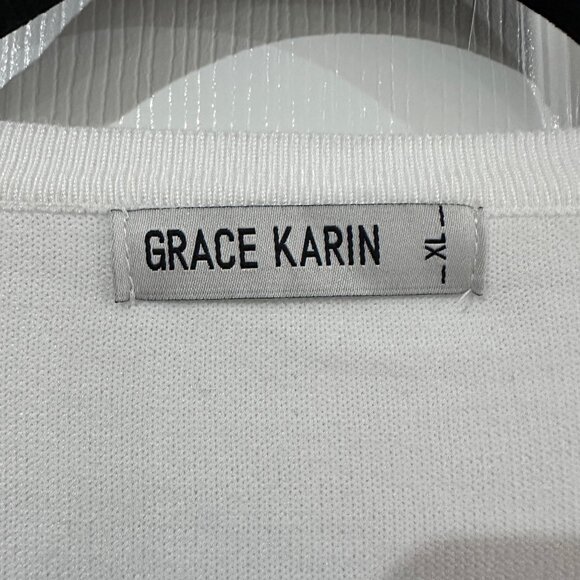 GRACE KARIN
— XL —